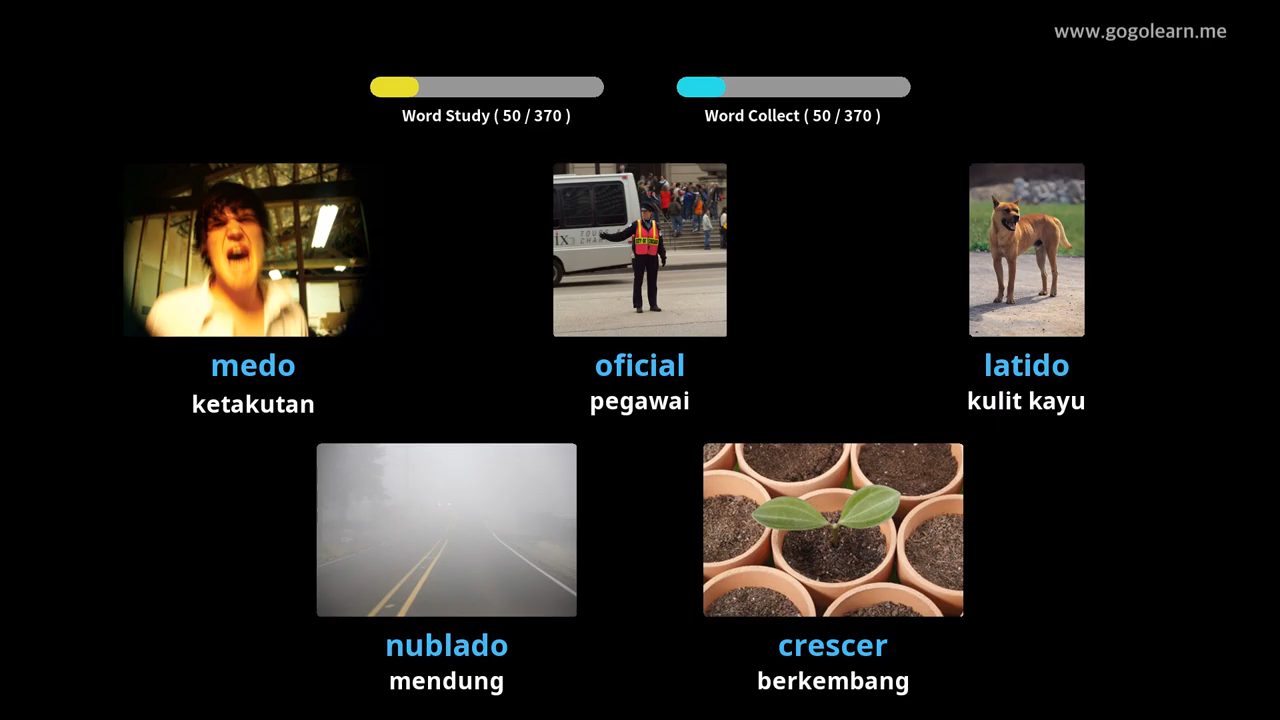 www.gogolearn.me
Word Study ( 50 / 370 )
Word Collect ( 50 / 370 )
medo
ketakutan
oficial
pegawai
latido
kulit kayu
nublado
mendung
crescer
berkembang